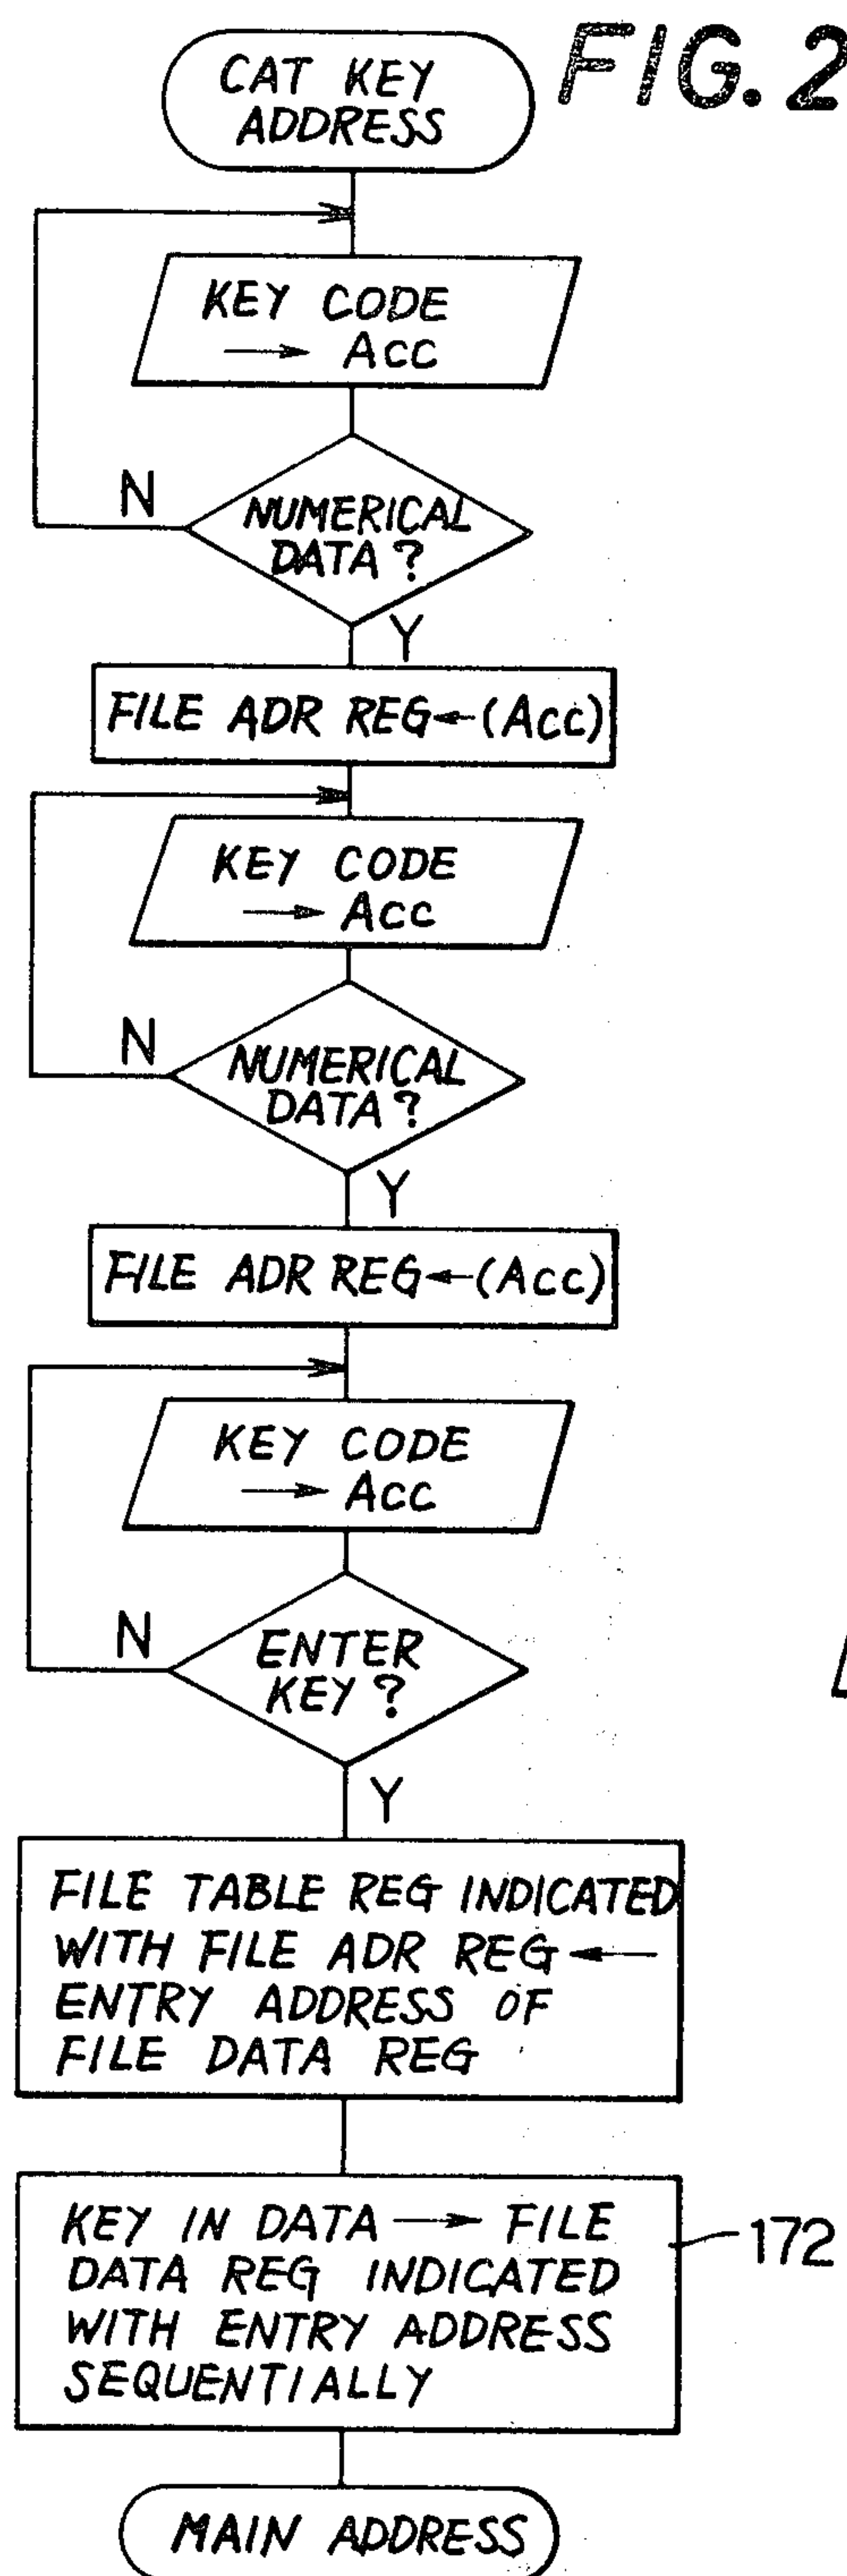 FIG. 2
CAT KEY
ADDRESS
KEY CODE
→ ACC
N
NUMERICAL
DATA?
Y
FILE ADR REG←(ACC)
KEY CODE
→ ACC
N
NUMERICAL
DATA?
Y
FILE ADR REG←(ACC)
KEY CODE
→ ACC
N
ENTER
KEY?
Y
FILE TABLE REG INDICATED
WITH FILE ADR REG ←
ENTRY ADDRESS OF
FILE DATA REG
KEY IN DATA → FILE
DATA REG INDICATED
WITH ENTRY ADDRESS
SEQUENTIALLY
172
MAIN ADDRESS